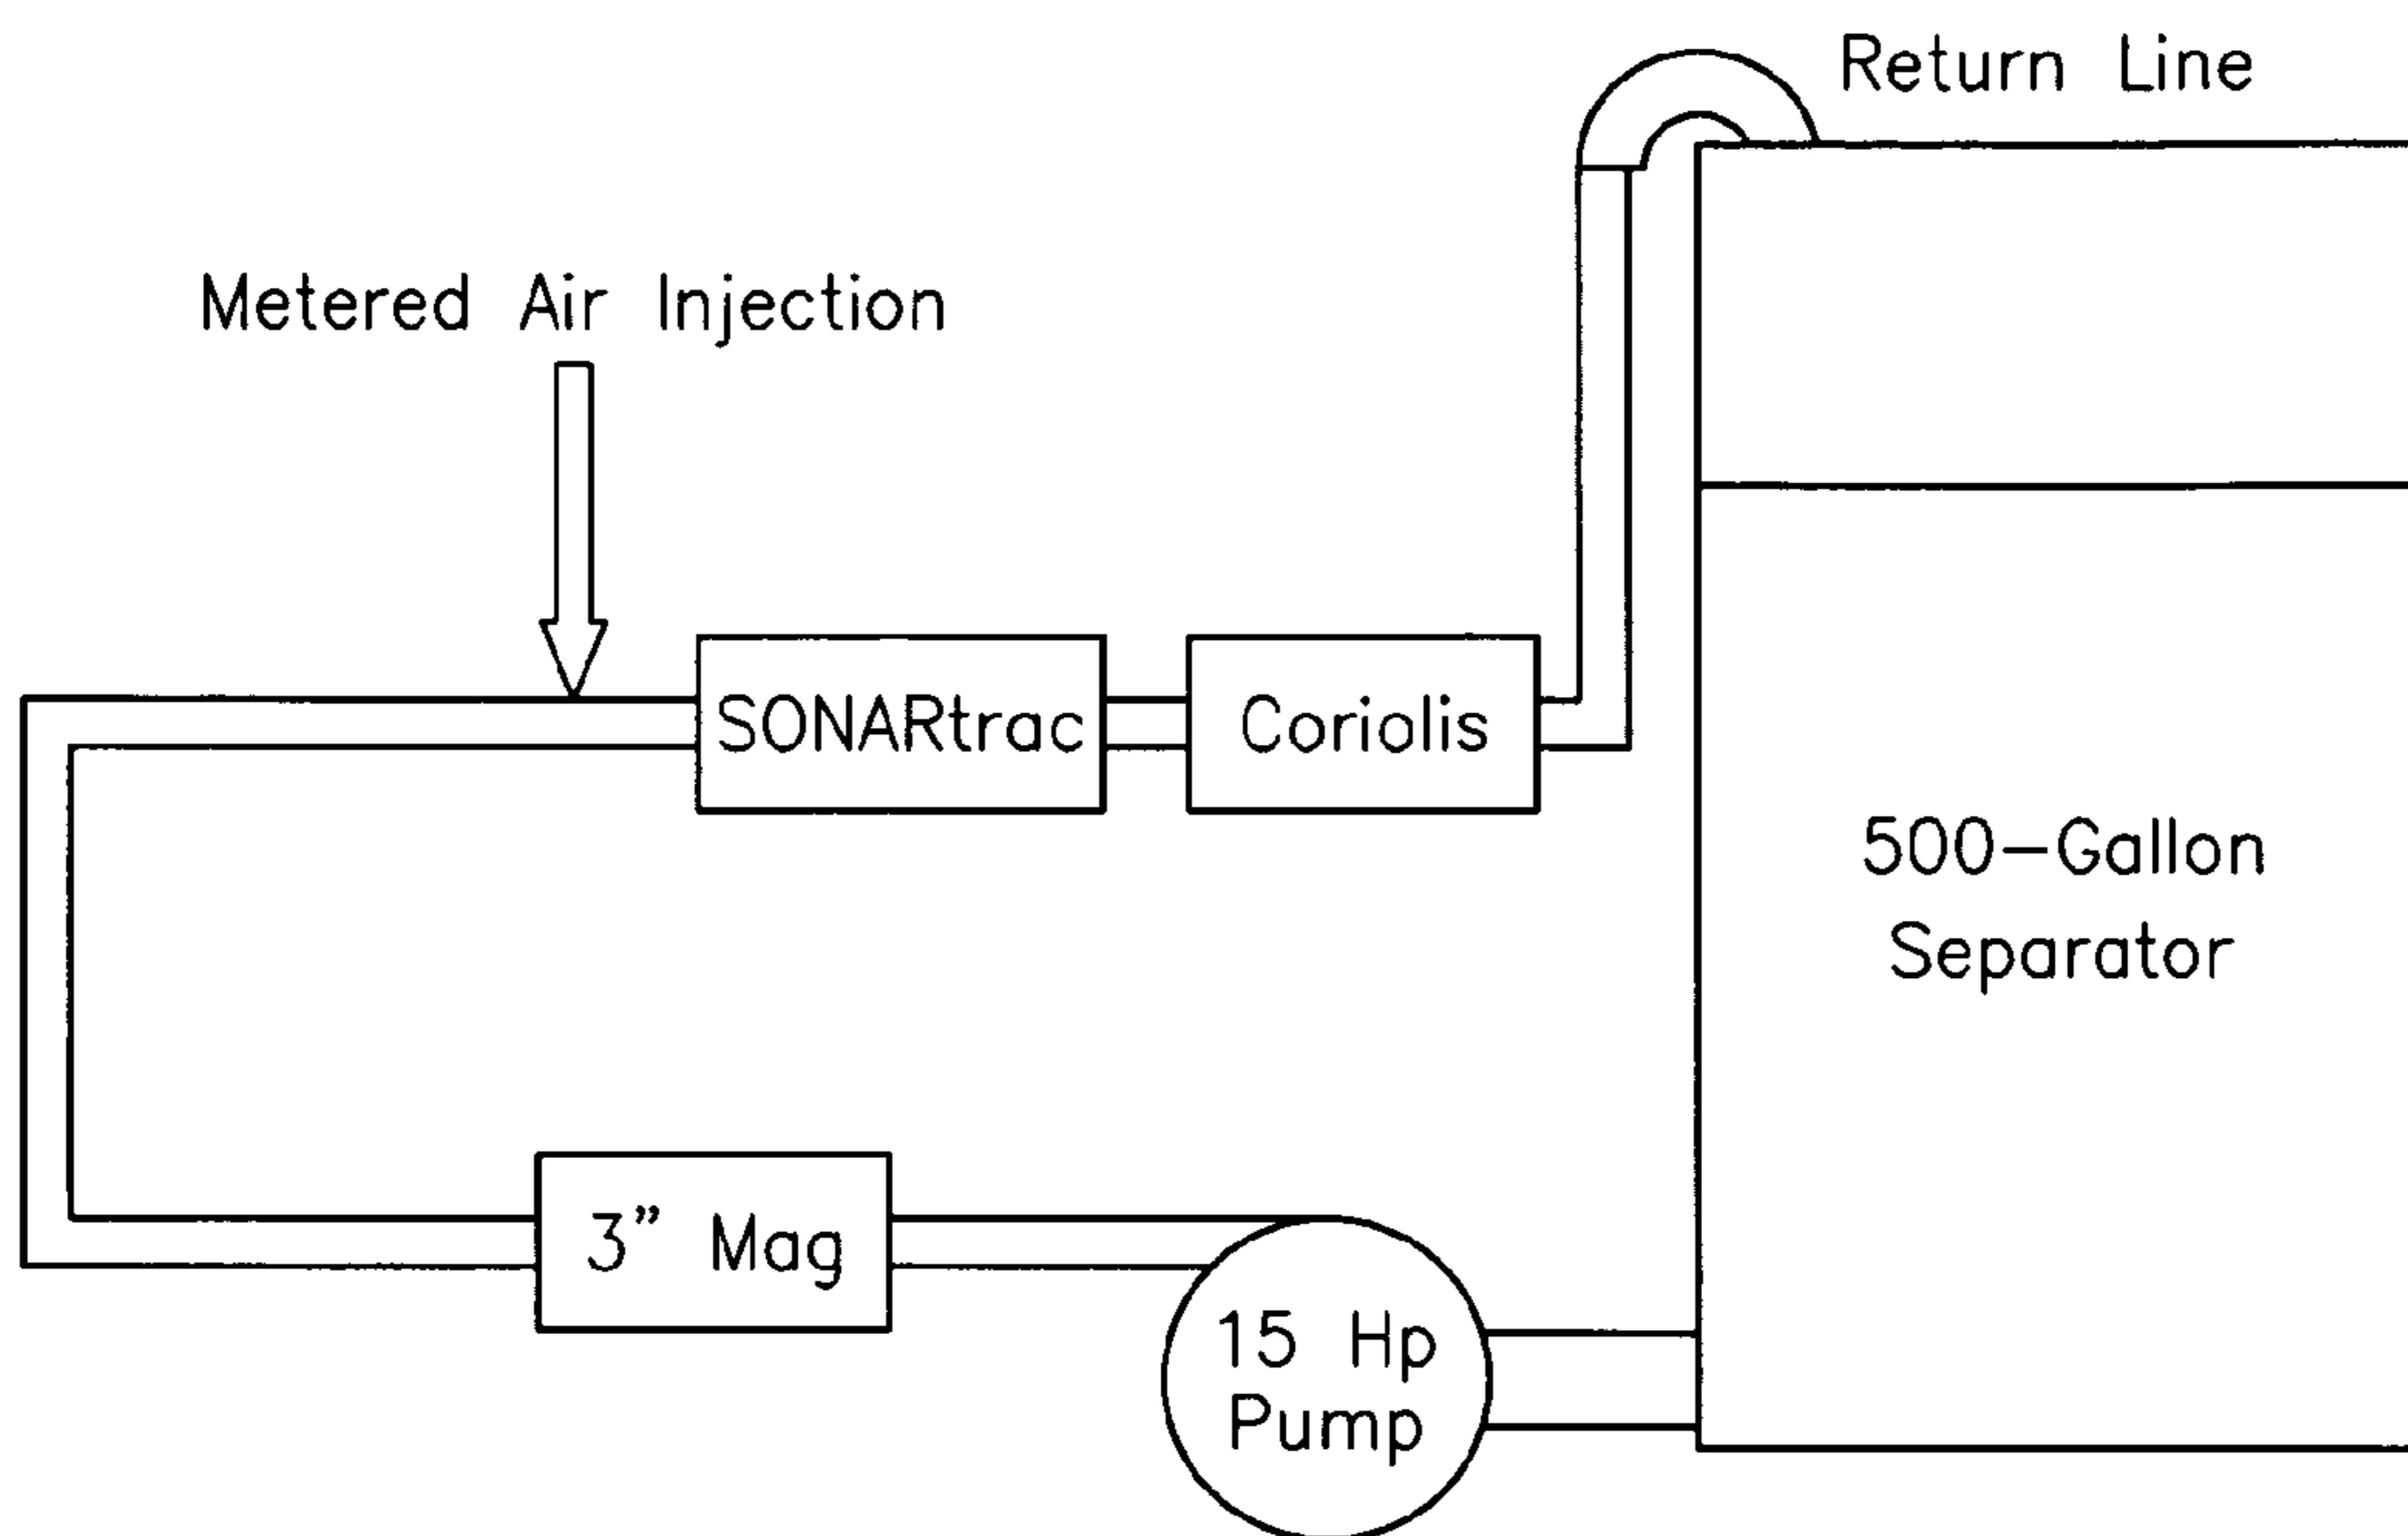 Return Line
Metered Air Injection
SONARtrac
Coriolis
500-Gallon
Separator
3” Mag
15 Hp
Pump